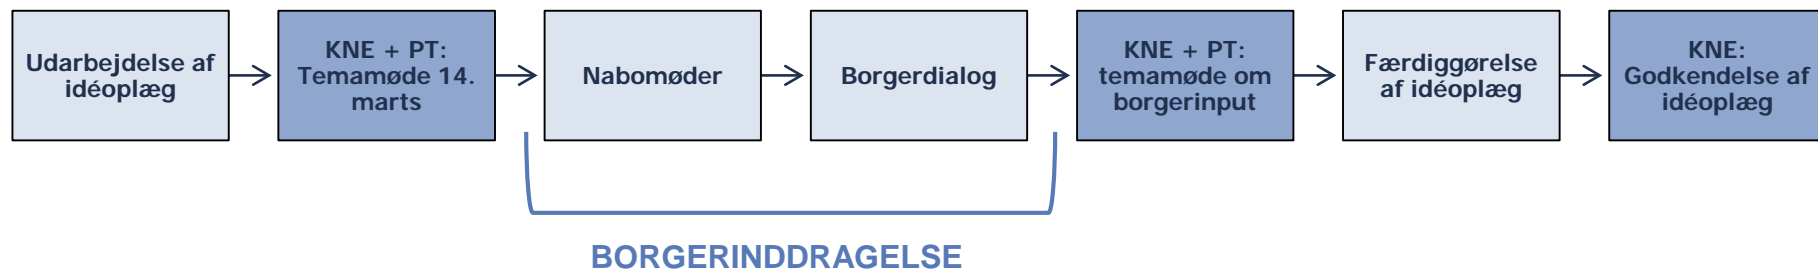 Udarbejdelse af
idéoplæg
KNE + PT:
Temamøde 14.
marts
Nabomøder
Borgerdialog
KNE + PT:
temamøde om
borgerinput
Færdiggørelse
af idéoplæg
KNE:
Godkendelse af
idéoplæg
BORGERINDDRAGELSE